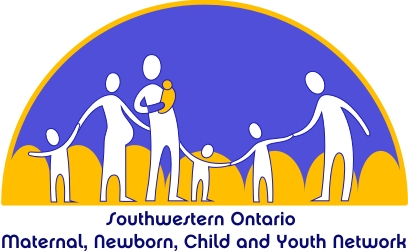 Southwestern Ontario
Maternal, Newborn, Child and Youth Network